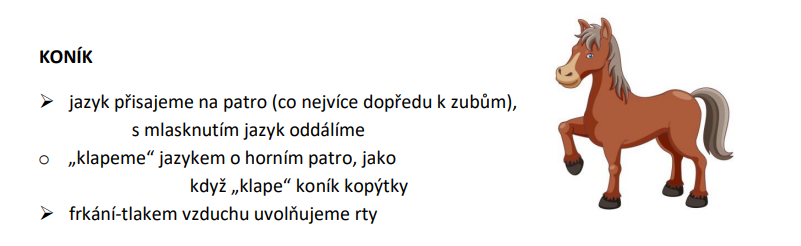 KONÍK
➢ jazyk přisajeme na patro (co nejvíce dopředu k zubům),
s mlasknutím jazyk oddálíme
o „klapeme“ jazykem o horním patro, jako
když „klape“ koník kopýtky
➢ frkání-tlakem vzduchu uvolňujeme rty